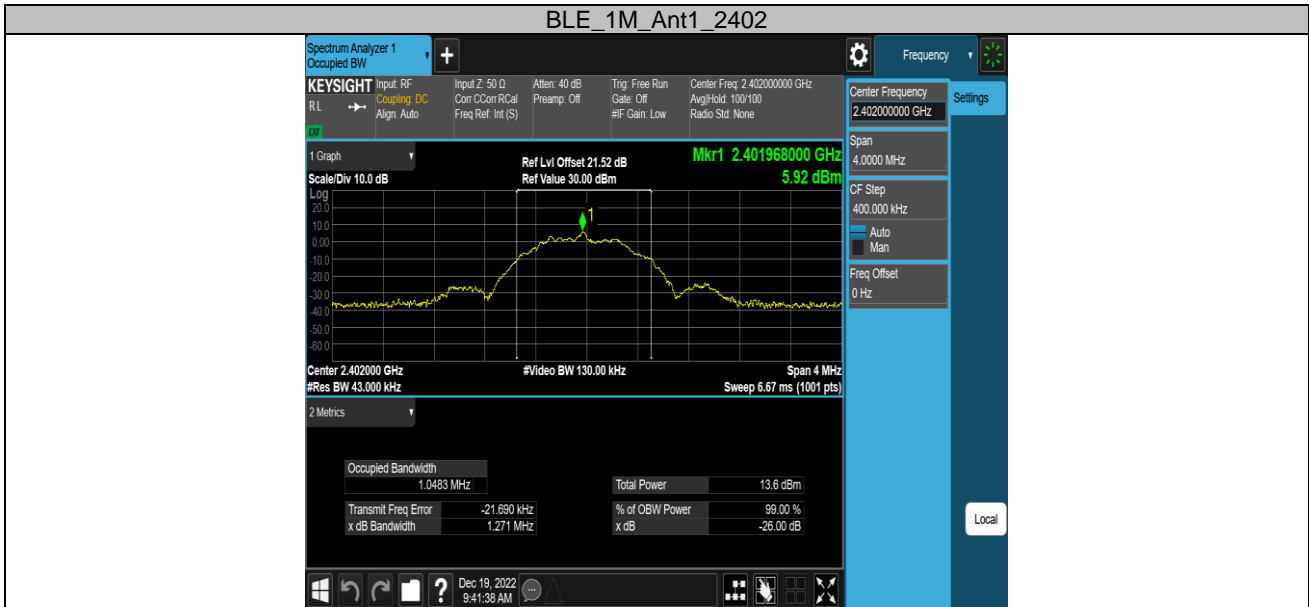 BLE_1M_Ant1_2402
Spectrum Analyzer 1
Occupied BW
+
Frequency
KEYSIGHT
RL
LXI
Input: RF
Coupling: DC
Align: Auto
Input Z: 50 Ω
Corr CCorr RCal
Freq Ref: Int (S)
Atten: 40 dB
Preamp: Off
Trig: Free Run
Gate: Off
#IF Gain: Low
Center Freq: 2.402000000 GHz
Avg|Hold: 100/100
Radio Std: None
Center Frequency
2.402000000 GHz
Settings
Span
4.0000 MHz
CF Step
400.000 kHz
Auto
Man
Freq Offset
0 Hz
Local
1 Graph
Scale/Div 10.0 dB
Ref Lvl Offset 21.52 dB
Ref Value 30.00 dBm
Mkr1 2.401968000 GHz
5.92 dBm
Log
20.0
10.0
0.00
-10.0
-20.0
-30.0
-40.0
-50.0
-60.0
1
Center 2.402000 GHz
#Video BW 130.00 kHz
Span 4 MHz
#Res BW 43.000 kHz
Sweep 6.67 ms (1001 pts)
2 Metrics
Occupied Bandwidth
1.0483 MHz
Total Power 13.6 dBm
Transmit Freq Error -21.690 kHz
% of OBW Power 99.00 %
x dB Bandwidth 1.271 MHz
x dB -26.00 dB
?
Dec 19, 2022
9:41:38 AM